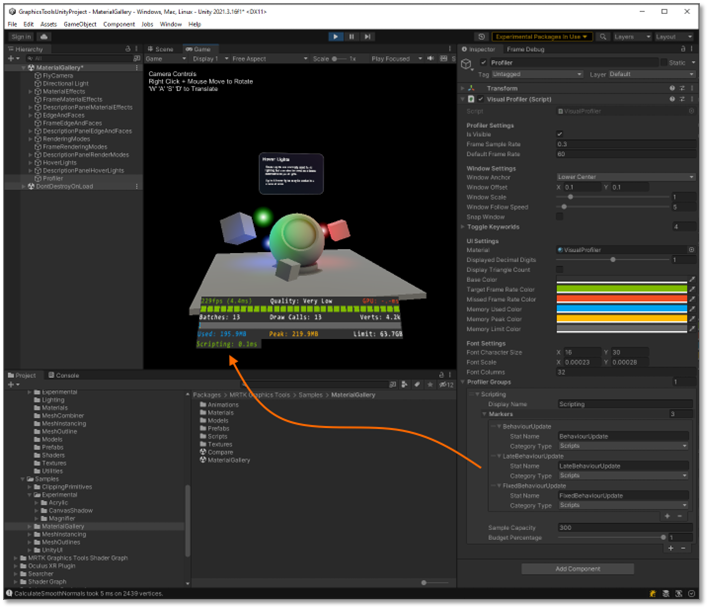 GraphicsToolsUnityProject - MaterialGallery - Windows, Mac, Linux - Unity 2021.3.16f1* <DX11>
File Edit Assets GameObject Component Jobs Window Help
Sign in
Experimental Packages In Use
Layers
Layout
Hierarchy
All
MaterialGallery*
FlyCamera
Directional Light
MaterialEffects
FrameMaterialEffects
DescriptionPanelMaterialEffects
EdgeAndFaces
FrameEdgeAndFaces
DescriptionPanelEdgeAndFaces
RenderingModes
FrameRenderingModes
DescriptionPanelRenderModes
HoverLights
DescriptionPanelHoverLights
Profiler
DontDestroyOnLoad
Scene
Game
Game
Display 1
Free Aspect
Scale
1x
Play Focused
Camera Controls
Right Click + Mouse Move to Rotate
'W' 'A' 'S' 'D' to Translate
Hover Lights
229fps (4.4ms)
Quality: Very Low
GPU: -.-ms
Batches: 13
Draw Calls: 13
Verts: 4.2k
Used: 195.9MB
Peak: 219.9MB
Limit: 63.7GB
Scripting: 0.2ms
Project
Console
12
Experimental
Lighting
Materials
MeshCombiner
MeshInstancing
MeshOutline
Models
Prefabs
Shaders
Textures
Utilities
Samples
ClippingPrimitives
Experimental
Acrylic
CanvasShadow
Magnifier
MaterialGallery
MeshInstancing
MeshOutlines
UnityUI
MRTK Graphics Tools Shader Graph
Oculus XR Plugin
Searcher
Shader Graph
Packages > MRTK Graphics Tools > Samples > MaterialGallery
Animations
Materials
Models
Prefabs
Scripts
Textures
Compare
MaterialGallery
Inspector
Frame Debug
Profiler
Static
Tag
Untagged
Layer
Default
Transform
Visual Profiler (Script)
Script
VisualProfiler
Profiler Settings
Is Visible
Frame Sample Rate
0.3
Default Frame Rate
60
Window Settings
Window Anchor
Lower Center
Window Offset
X 0.1 Y 0.1
Window Scale
1
Window Follow Speed
5
Snap Window
Toggle Keyworlds
4
UI Settings
Material
VisualProfiler
Displayed Decimal Digits
1
Display Triangle Count
Base Color
Target Frame Rate Color
Missed Frame Rate Color
Memory Used Color
Memory Peak Color
Memory Limit Color
Font Settings
Font Character Size
X 16 Y 30
Font Scale
X 0.00023 Y 0.00028
Font Columns
32
Profiler Groups
1
Scripting
Display Name
Scripting
Markers
3
BehaviourUpdate
Stat Name
BehaviourUpdate
Category Type
Scripts
LateBehaviourUpdate
Stat Name
LateBehaviourUpdate
Category Type
Scripts
FixedBehaviourUpdate
Stat Name
FixedBehaviourUpdate
Category Type
Scripts
Sample Capacity
300
Budget Percentage
1
Add Component
CalculateSmoothNormals took 5 ms on 2439 vertices.